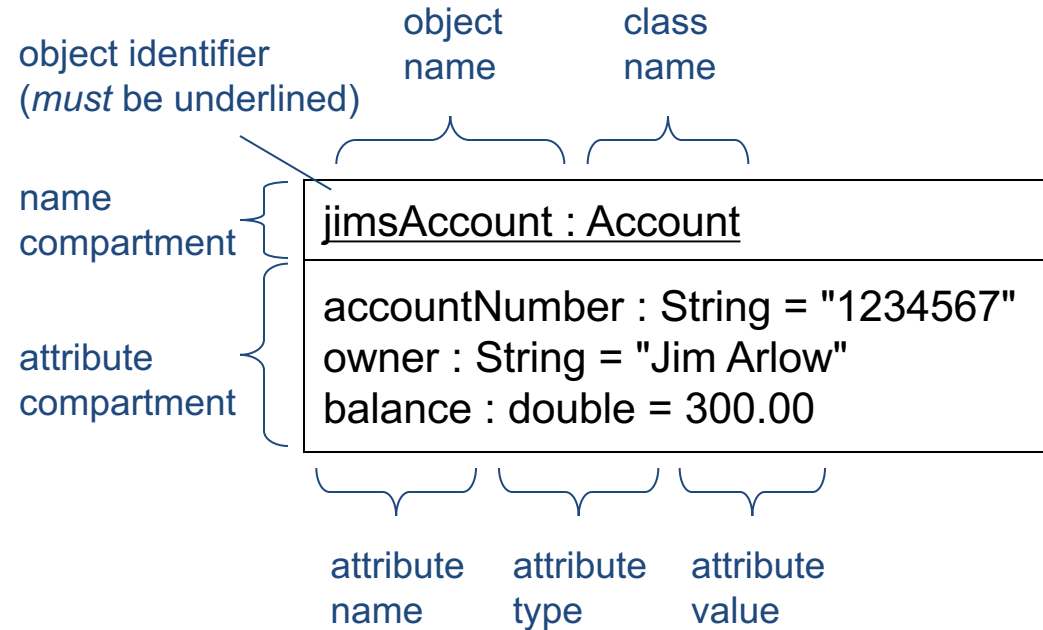 object
name
class
name
object identifier
(must be underlined)
name
compartment
jimsAccount : Account
attribute
compartment
accountNumber : String = "1234567"
owner : String = "Jim Arlow"
balance : double = 300.00
attribute
name
attribute
type
attribute
value